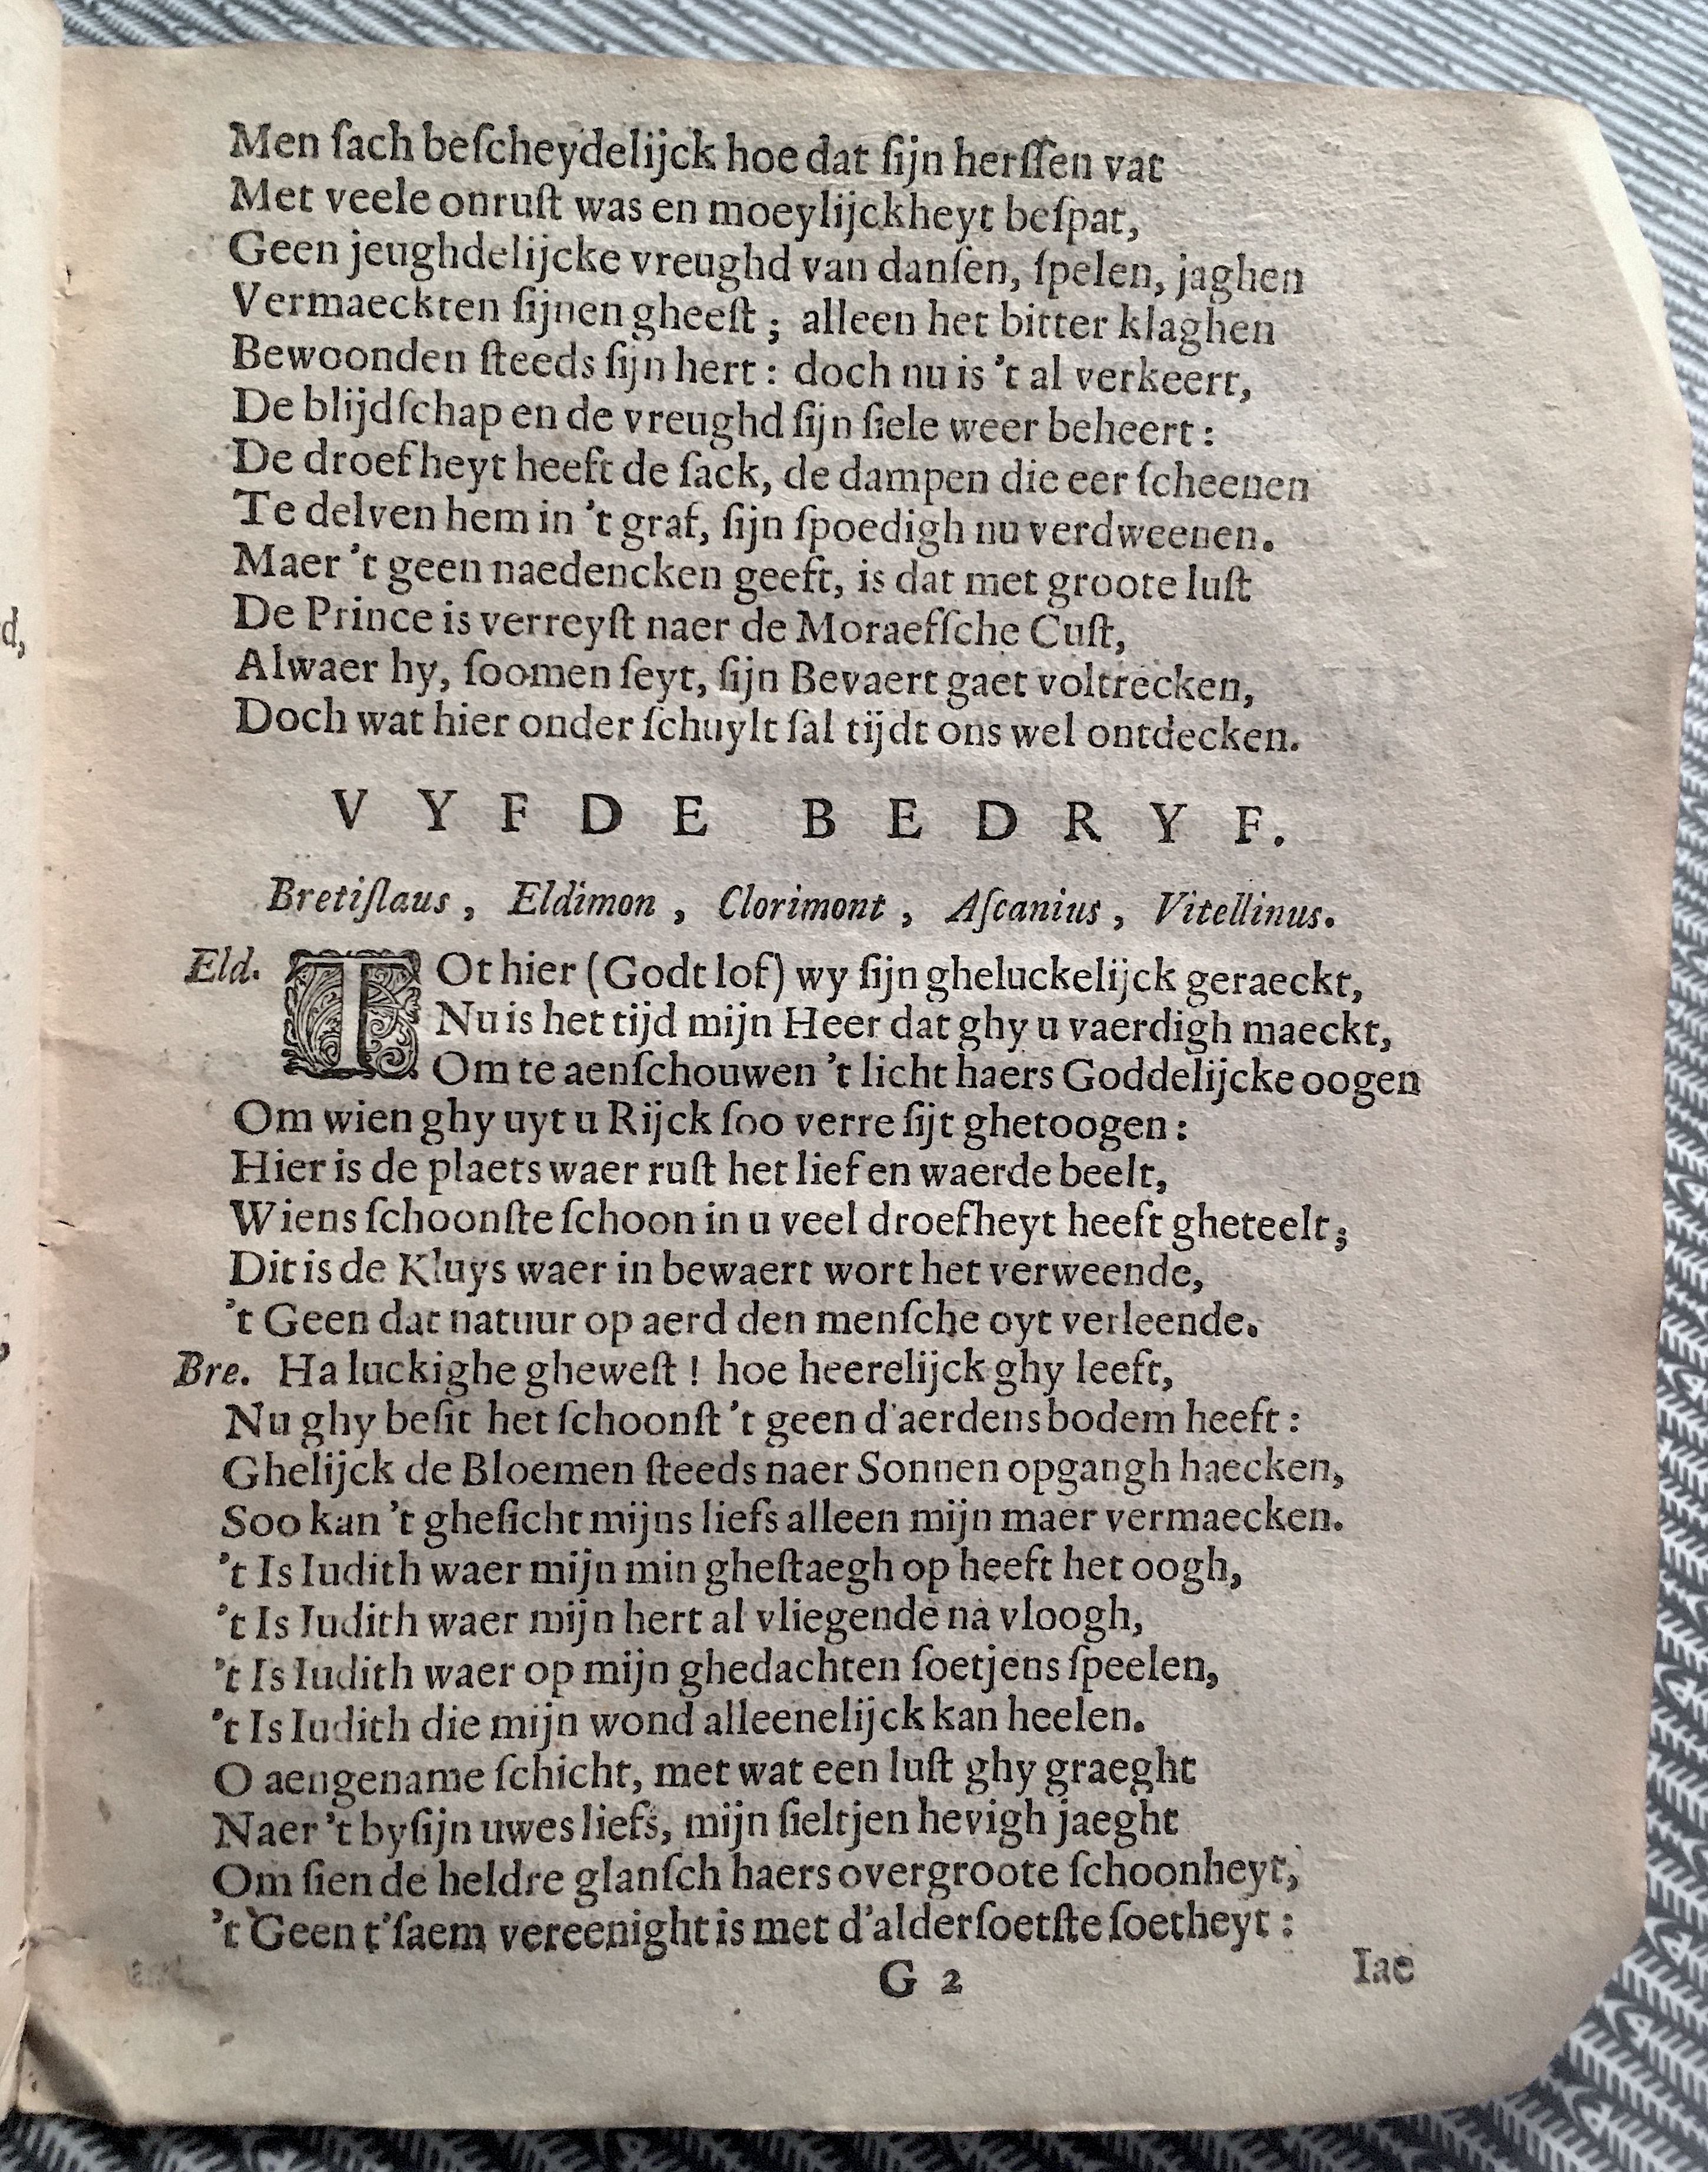 Men ſach beſcheydelijck hoe dat ſijn herſſen vat
Met veele onruſt was en moeylijckheyt beſpat,
Geen jeughdelijcke vreughd van danſen, ſpelen, jaghen
Vermaeckten ſijnen gheeſt ; alleen het bitter klaghen
Bewoonden ſteeds ſijn hert : doch nu is 't al verkeert,
De blijdſchap en de vreughd ſijn ſiele weer beheert :
De droefheyt heeft de ſack, de dampen die eer ſcheenen
Te delven hem in 't graf, ſijn ſpoedigh nu verdweenen.
Maer 't geen naedencken geeft, is dat met groote luſt
De Prince is verreyſt naer de Moraefſche Cuſt,
Alwaer hy, ſoomen ſeyt, ſijn Bevaert gaet voltrecken,
Doch wat hier onder ſchuylt ſal tijdt ons wel ontdecken.
VYFDE BEDRYF.
Bretiſlaus, Eldimon, Clorimont, Aſcanius, Vitellinus.
Eld. TOt hier (Godt lof) wy ſijn gheluckelijck geraeckt,
Nu is het tijd mijn Heer dat ghy u vaerdigh maeckt,
Om te aenſchouwen 't licht haers Goddelijcke oogen
Om wien ghy uyt u Rijck ſoo verre ſijt ghetoogen :
Hier is de plaets waer ruſt het lief en waerde beelt,
Wiens ſchoonſte ſchoon in u veel droefheyt heeft gheteelt;
Dit is de Kluys waer in bewaert wort het verweende,
't Geen dat natuur op aerd den menſche oyt verleende.
Bre. Ha luckighe gheweſt ! hoe heerelijck ghy leeft,
Nu ghy beſit het ſchoonſt 't geen d'aerdens bodem heeft :
Ghelijck de Bloemen ſteeds naer Sonnen opgangh haecken,
Soo kan 't gheſicht mijns liefs alleen mijn maer vermaecken.
't Is Iudith waer mijn min gheſtaegh op heeft het oogh,
't Is Iudith waer mijn hert al vliegende na vloogh,
't Is Iudith waer op mijn ghedachten ſoetjens ſpeelen,
't Is Iudith die mijn wond alleenelijck kan heelen.
O aengename ſchicht, met wat een luſt ghy graeght
Naer 't byſijn uwes liefs, mijn ſieltjen hevigh jaeght
Om ſien de heldre glanſch haers overgroote ſchoonheyt,
't Geen t'ſaem vereenight is met d'alderſoetſte ſoetheyt :
G 2
Iae
d,